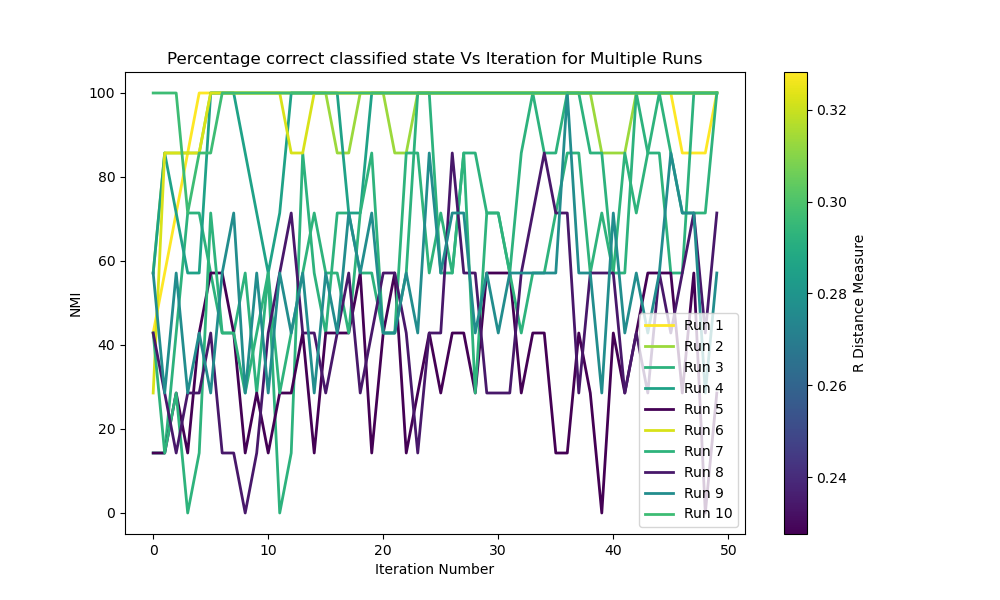 Percentage correct classified state Vs Iteration for Multiple Runs
NMI
100
80
60
40
20
0
0
10
20
30
40
50
Iteration Number
Run 1
Run 2
Run 3
Run 4
Run 5
Run 6
Run 7
Run 8
Run 9
Run 10
0.32
0.30
0.28
0.26
0.24
R Distance Measure